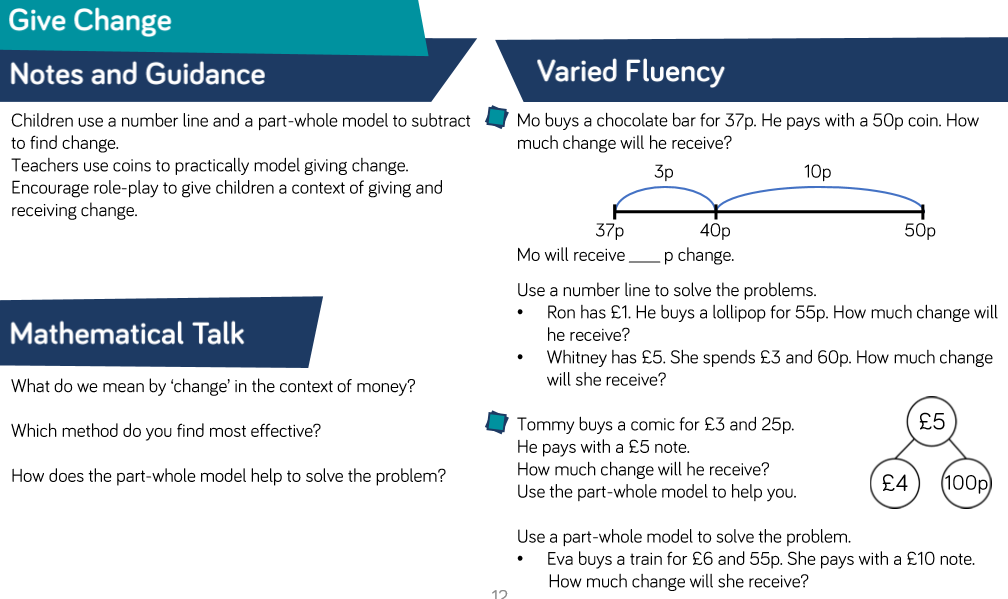 Give Change
Notes and Guidance
Children use a number line and a part-whole model to subtract
to find change.
Teachers use coins to practically model giving change.
Encourage role-play to give children a context of giving and
receiving change.
Mathematical Talk
What do we mean by ‘change’ in the context of money?
Which method do you find most effective?
How does the part-whole model help to solve the problem?
Varied Fluency
Mo buys a chocolate bar for 37p. He pays with a 50p coin. How
much change will he receive?
3p 10p
37p 40p 50p
Mo will receive ____ p change.
Use a number line to solve the problems.
• Ron has £1. He buys a lollipop for 55p. How much change will
he receive?
• Whitney has £5. She spends £3 and 60p. How much change
will she receive?
Tommy buys a comic for £3 and 25p.
He pays with a £5 note.
How much change will he receive?
Use the part-whole model to help you.
£5
£4 100p
Use a part-whole model to solve the problem.
• Eva buys a train for £6 and 55p. She pays with a £10 note.
How much change will she receive?
12